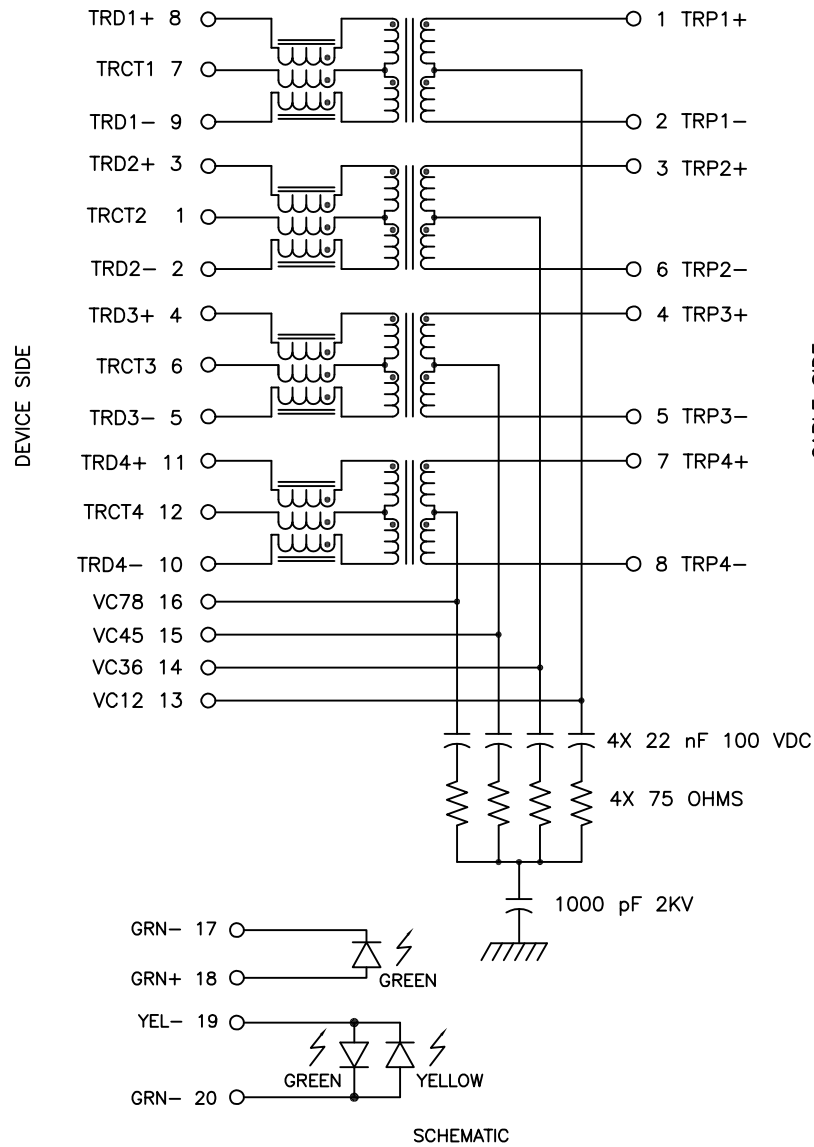 TRD1+ 8
1 TRP1+
TRCT1 7
TRD1- 9
2 TRP1-
TRD2+ 3
3 TRP2+
TRCT2 1
TRD2- 2
6 TRP2-
TRD3+ 4
4 TRP3+
TRCT3 6
TRD3- 5
5 TRP3-
TRD4+ 11
7 TRP4+
TRCT4 12
TRD4- 10
8 TRP4-
DEVICE SIDE
VC78 16
VC45 15
VC36 14
VC12 13
4X 22 nF 100 VDC
4X 75 OHMS
1000 pF 2KV
GRN- 17
GRN+ 18
GREEN
YEL- 19
GREEN
YELLOW
GRN- 20
SCHEMATIC